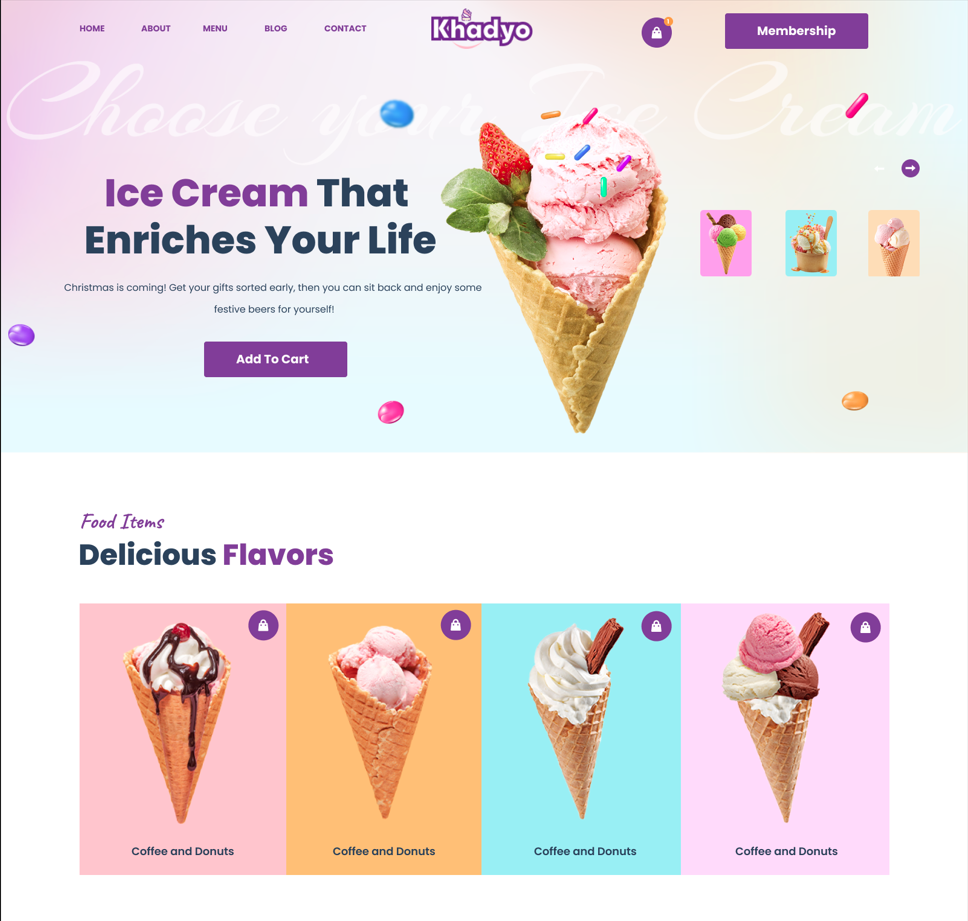 HOME ABOUT MENU BLOG CONTACT Khadyo 1 Membership
Choose your Ice Cream
Ice Cream That
Enriches Your Life
Christmas is coming! Get your gifts sorted early, then you can sit back and enjoy some
festive beers for yourself!
Add To Cart
Food Items
Delicious Flavors
Coffee and Donuts Coffee and Donuts Coffee and Donuts Coffee and Donuts